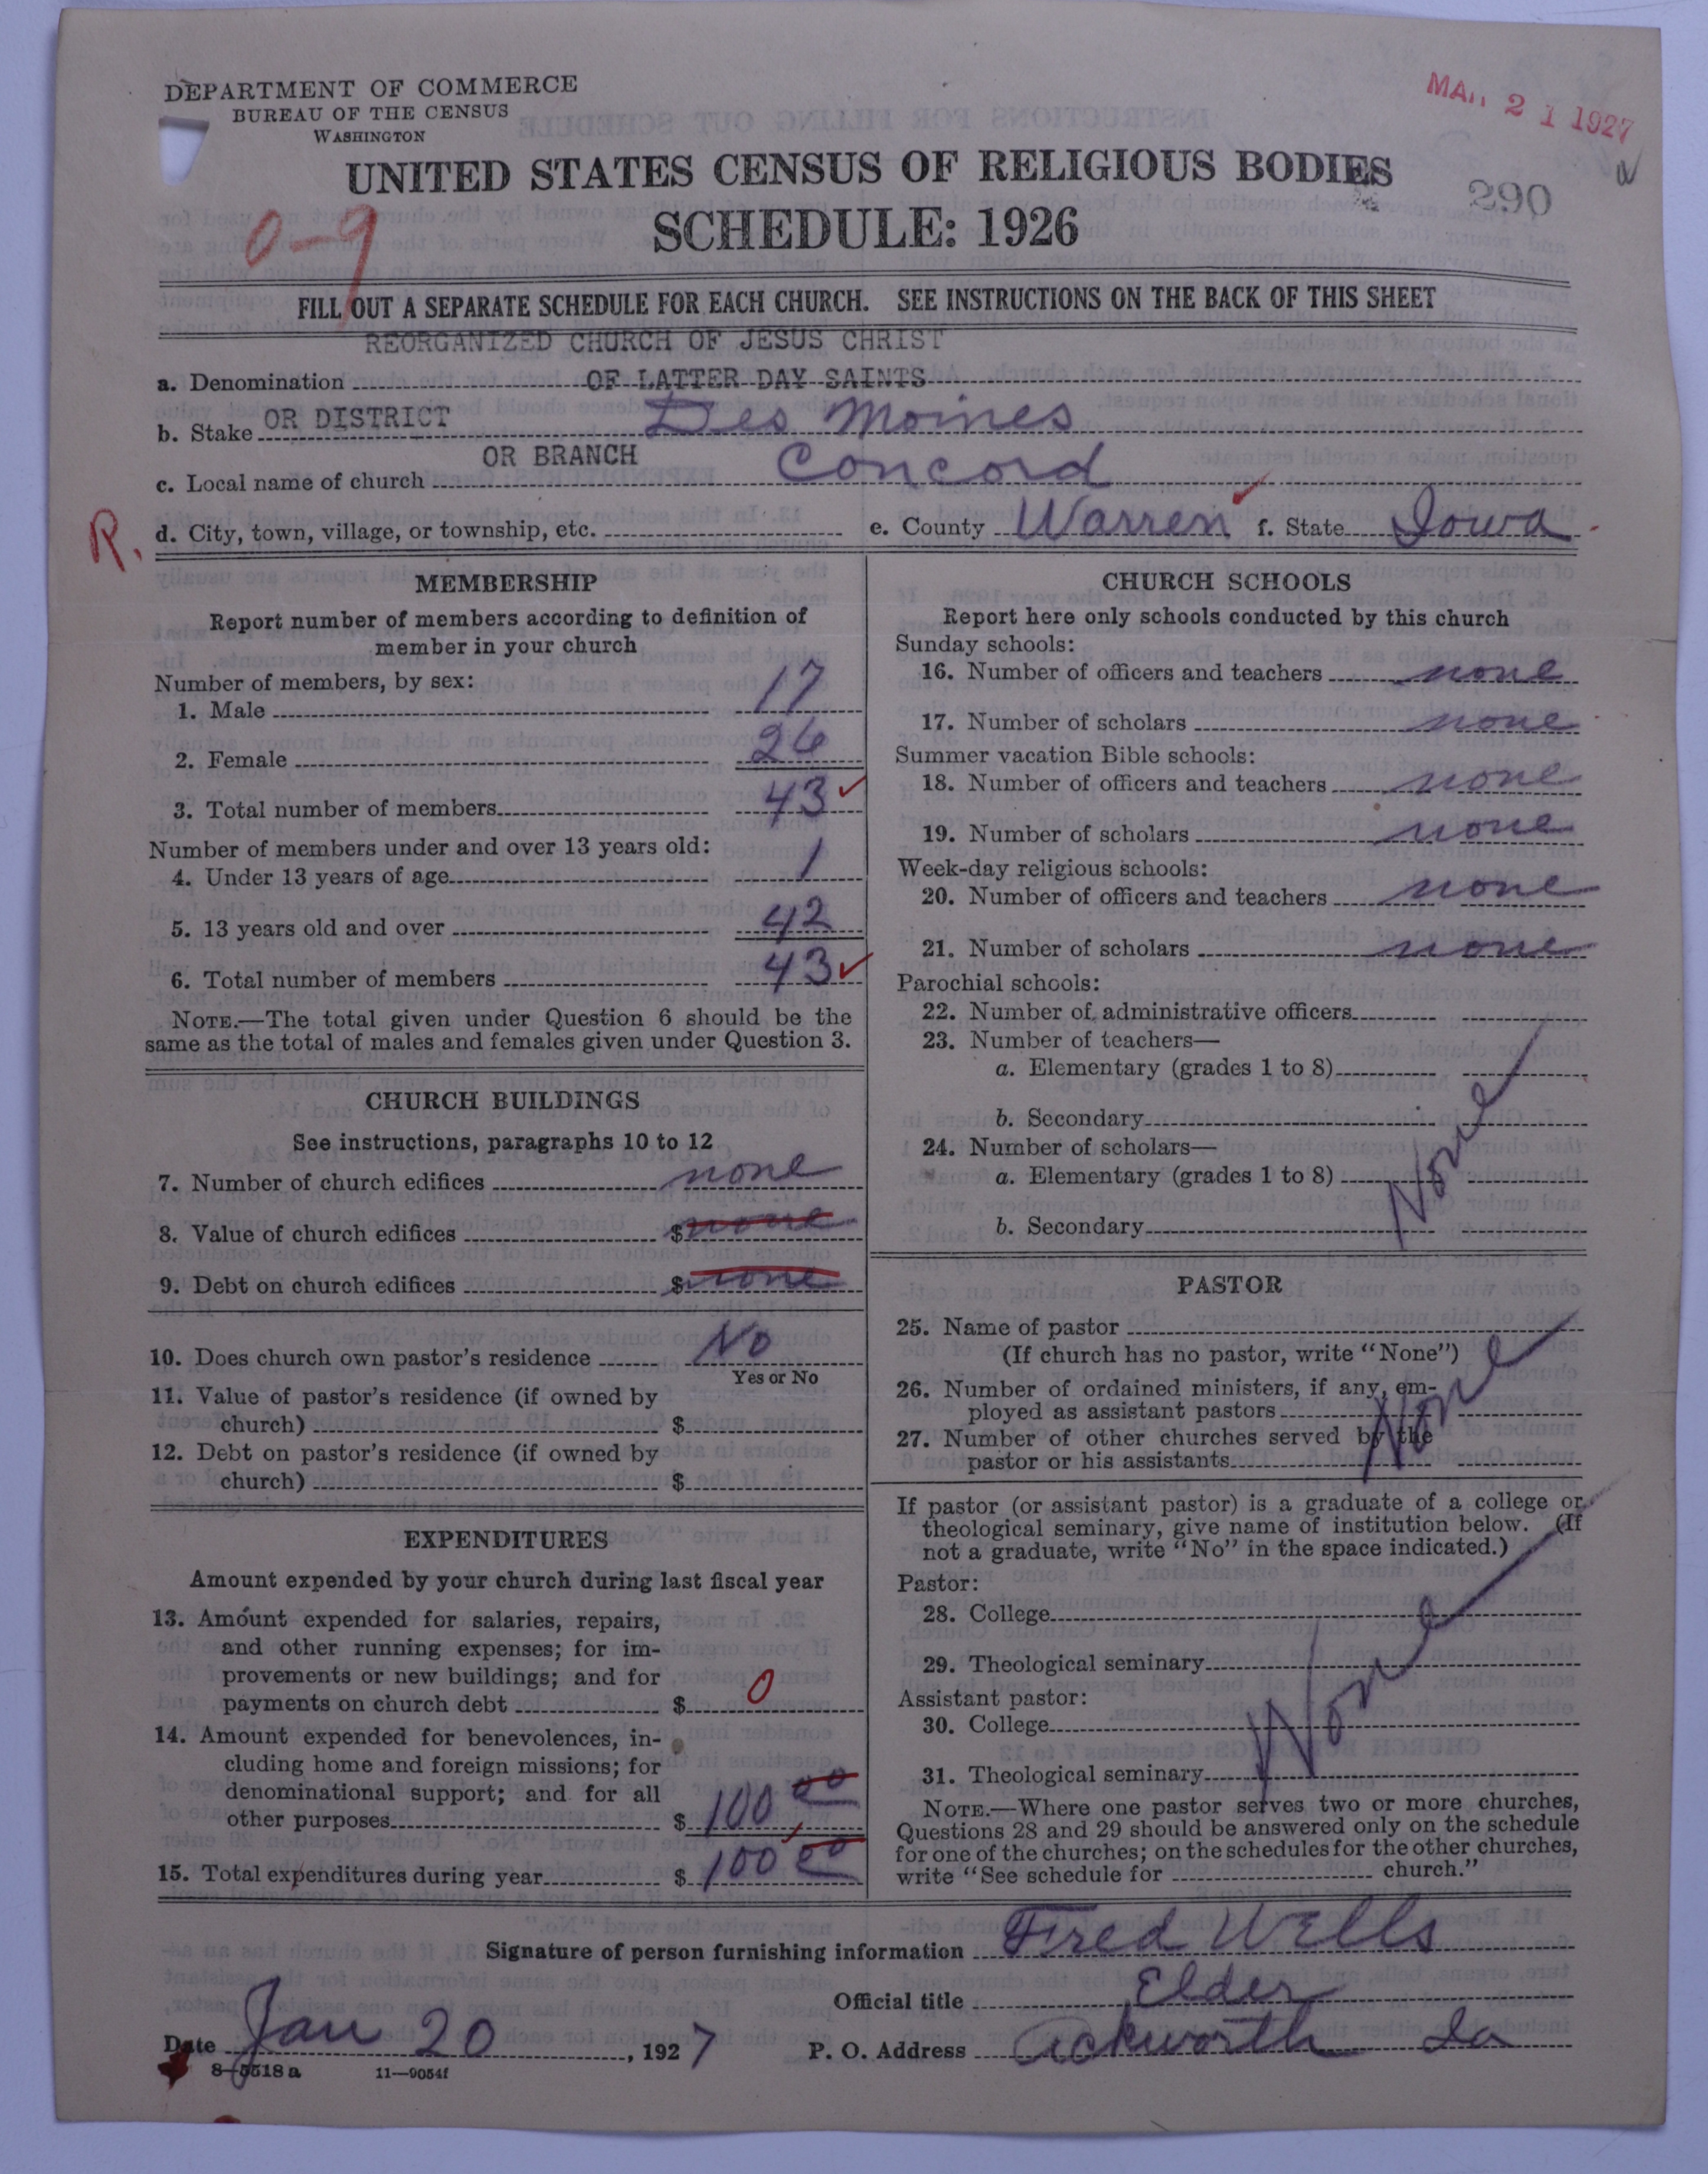 DEPARTMENT OF COMMERCE
BUREAU OF THE CENSUS
WASHINGTON
MAR 21 1927
UNITED STATES CENSUS OF RELIGIOUS BODIES
290
SCHEDULE: 1926
0-9
FILL OUT A SEPARATE SCHEDULE FOR EACH CHURCH. SEE INSTRUCTIONS ON THE BACK OF THIS SHEET
REORGANIZED CHURCH OF JESUS CHRIST
a. Denomination OF LATTER DAY SAINTS
b. Stake OR DISTRICT Des Moines
OR BRANCH
c. Local name of church Concord
R. d. City, town, village, or township, etc. e. County Warren f. State Iowa
MEMBERSHIP
Report number of members according to definition of
member in your church
Number of members, by sex:
1. Male 17
2. Female 26
3. Total number of members 43
Number of members under and over 13 years old:
4. Under 13 years of age 1
5. 13 years old and over 42
6. Total number of members 43
NOTE.—The total given under Question 6 should be the
same as the total of males and females given under Question 3.
CHURCH BUILDINGS
See instructions, paragraphs 10 to 12
7. Number of church edifices none
8. Value of church edifices $ none
9. Debt on church edifices $ none
10. Does church own pastor's residence No
Yes or No
11. Value of pastor's residence (if owned by
church) $
12. Debt on pastor's residence (if owned by
church) $
EXPENDITURES
Amount expended by your church during last fiscal year
13. Amount expended for salaries, repairs,
and other running expenses; for im-
provements or new buildings; and for
payments on church debt $ 0
14. Amount expended for benevolences, in-
cluding home and foreign missions; for
denominational support; and for all
other purposes $ 100 00
15. Total expenditures during year $ 100 00
CHURCH SCHOOLS
Report here only schools conducted by this church
Sunday schools:
16. Number of officers and teachers none
17. Number of scholars none
Summer vacation Bible schools:
18. Number of officers and teachers none
19. Number of scholars none
Week-day religious schools:
20. Number of officers and teachers none
21. Number of scholars none
Parochial schools:
22. Number of administrative officers
23. Number of teachers—
a. Elementary (grades 1 to 8)
b. Secondary
24. Number of scholars—
a. Elementary (grades 1 to 8) None
b. Secondary
PASTOR
25. Name of pastor
(If church has no pastor, write "None")
26. Number of ordained ministers, if any, em-
ployed as assistant pastors None
27. Number of other churches served by the
pastor or his assistants
If pastor (or assistant pastor) is a graduate of a college or
theological seminary, give name of institution below. (If
not a graduate, write "No" in the space indicated.)
Pastor:
28. College
29. Theological seminary None
Assistant pastor:
30. College
31. Theological seminary
NOTE.—Where one pastor serves two or more churches,
Questions 28 and 29 should be answered only on the schedule
for one of the churches; on the schedules for the other churches,
write "See schedule for church."
Signature of person furnishing information Fred Wells
Official title Elder
Date Jan 20, 1927 P. O. Address Ackworth Ia
8-5518a 11—9054f